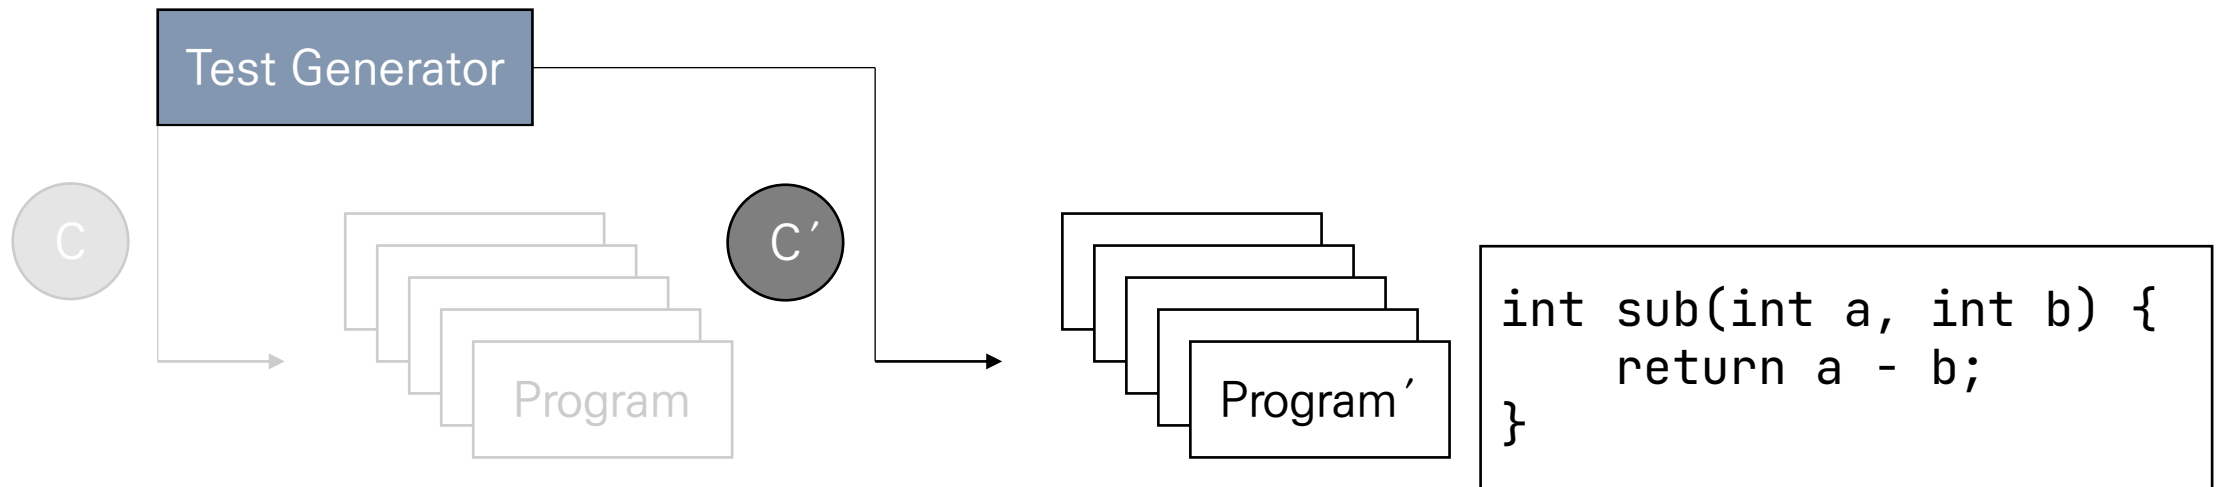 Test Generator
C
C′
Program
Program′
int sub(int a, int b) {
    return a - b;
}